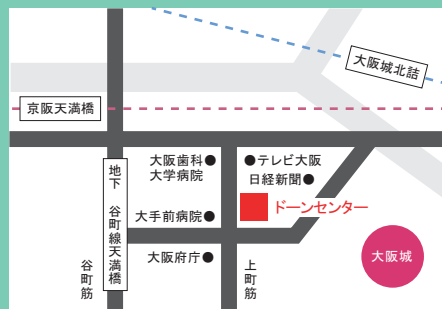 大阪城北詰
京阪天満橋
大阪歯科●
大学病院
●テレビ大阪
日経新聞●
地下 谷町線天満橋
大手前病院●
ドーンセンター
大阪府庁●
谷町筋
上町筋
大阪城